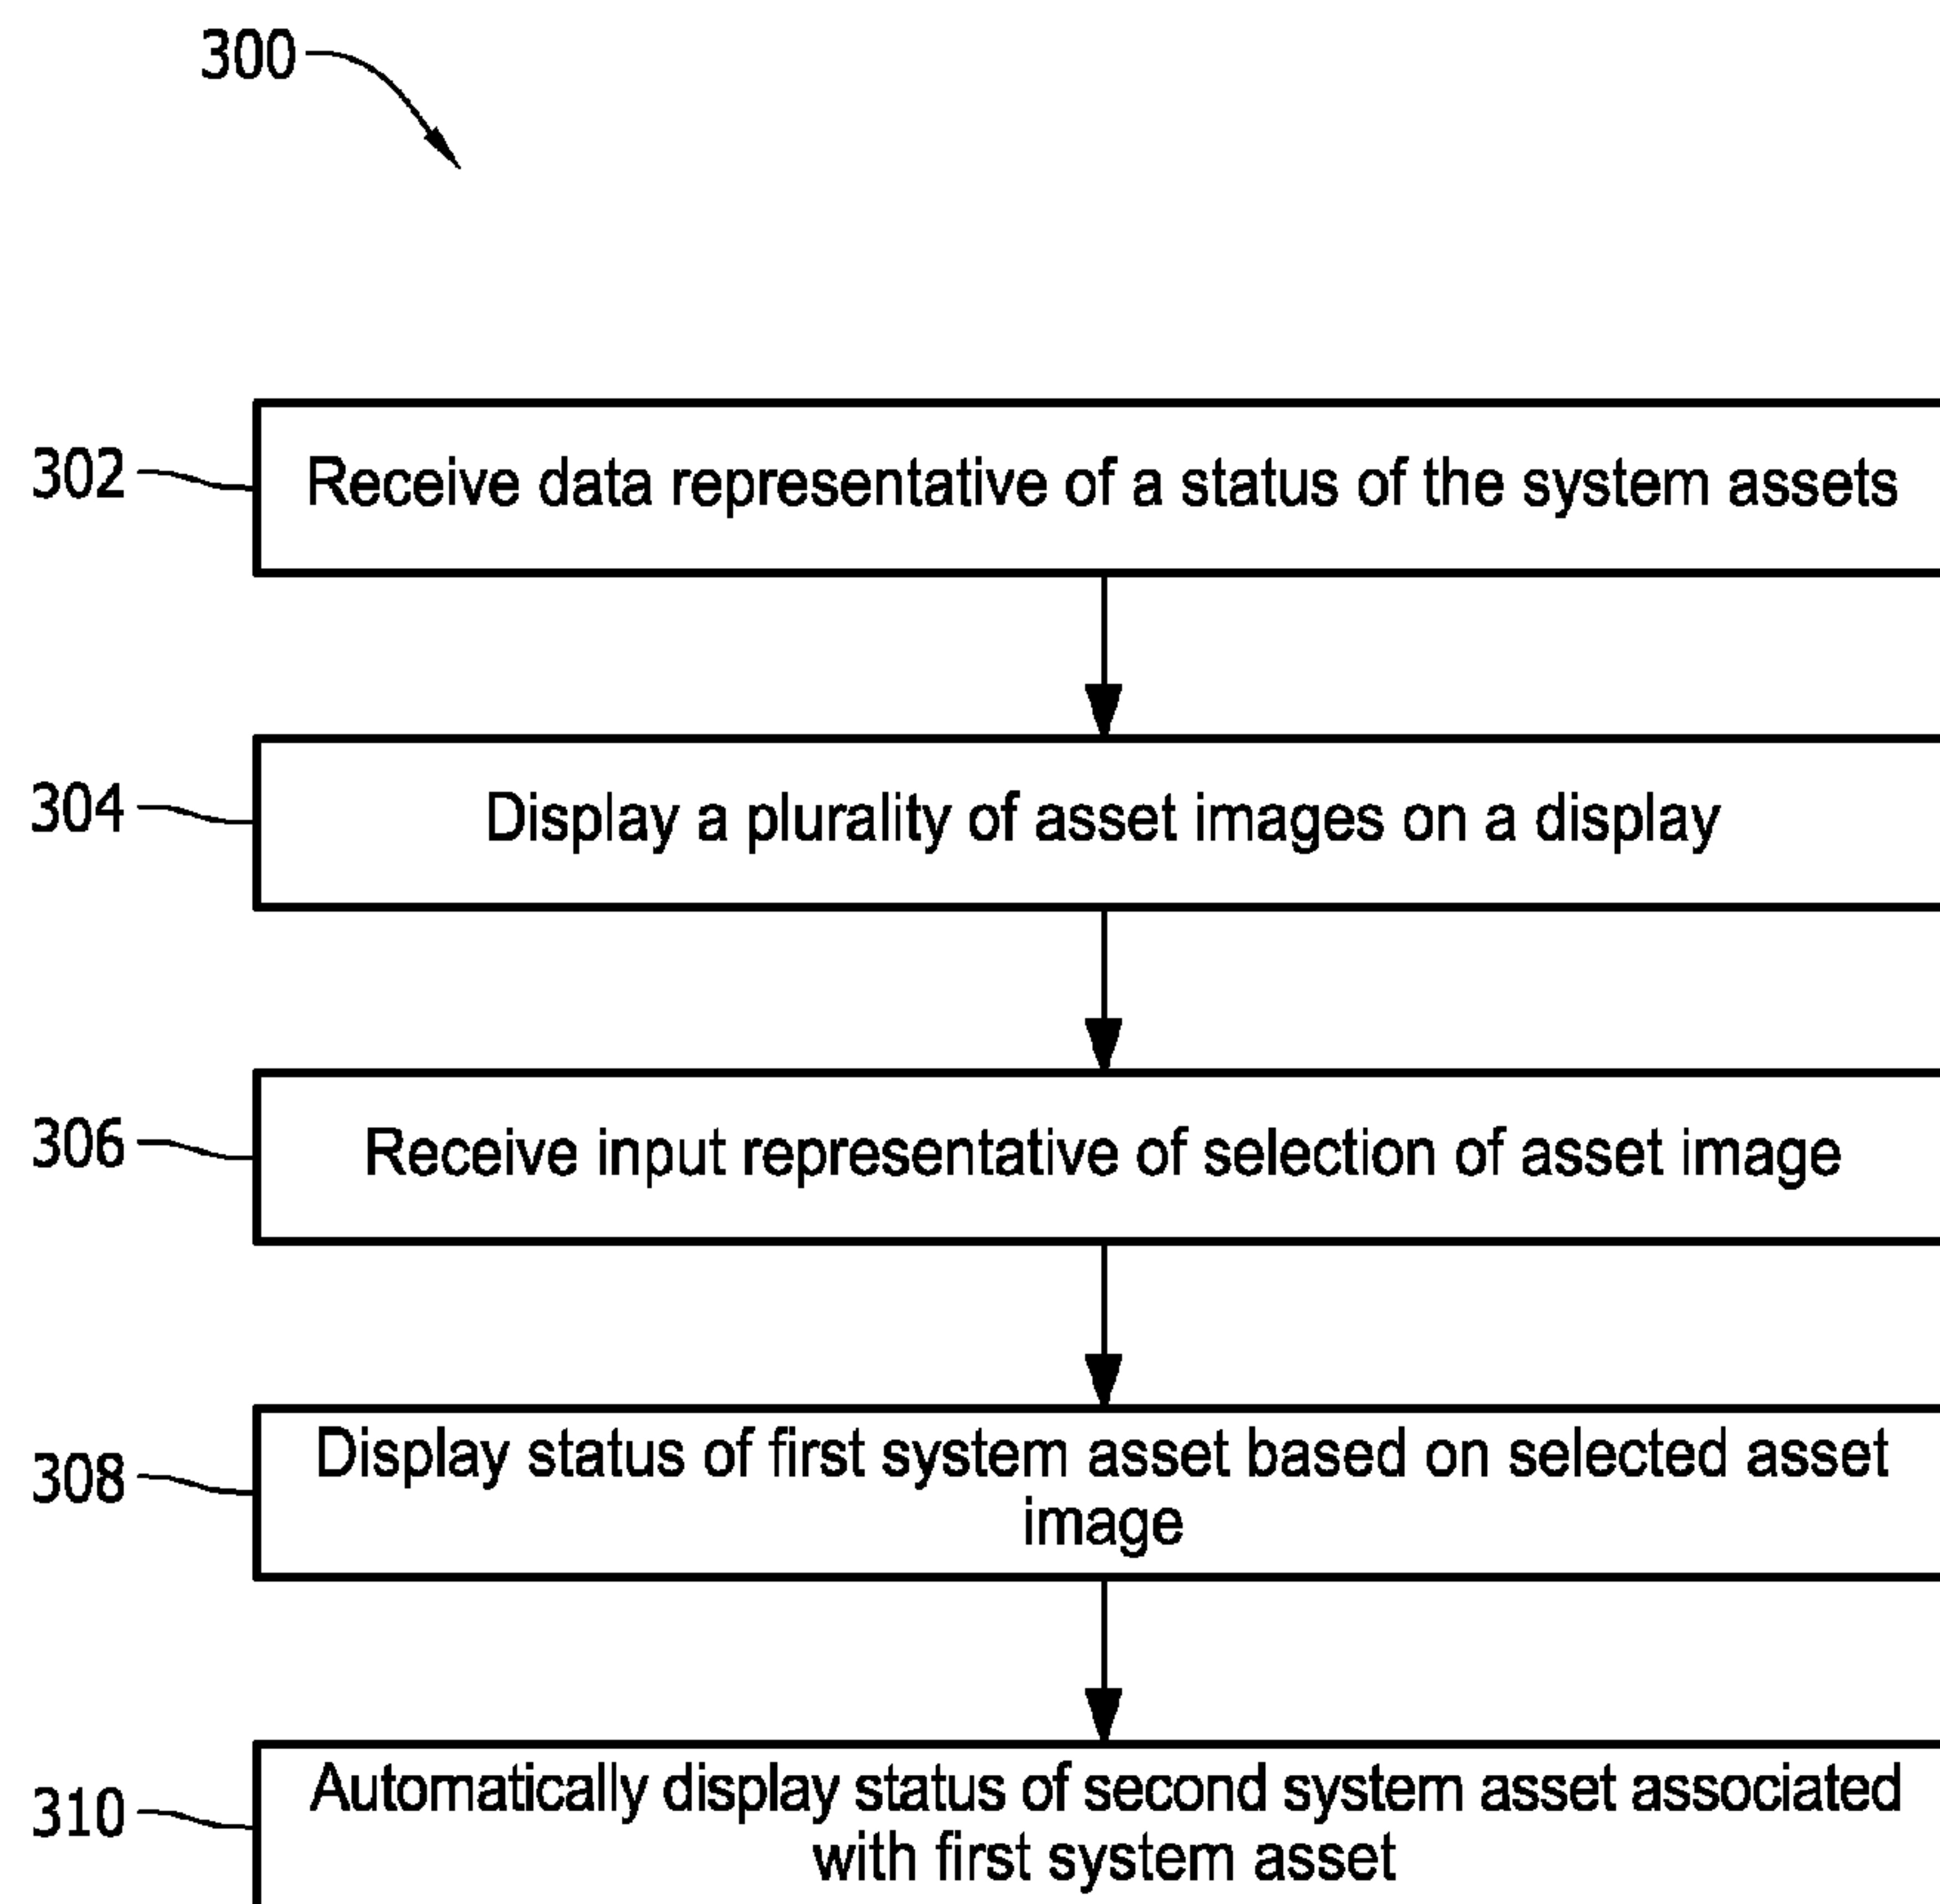 300
302
Receive data representative of a status of the system assets
304
Display a plurality of asset images on a display
306
Receive input representative of selection of asset image
308
Display status of first system asset based on selected asset
image
310
Automatically display status of second system asset associated
with first system asset